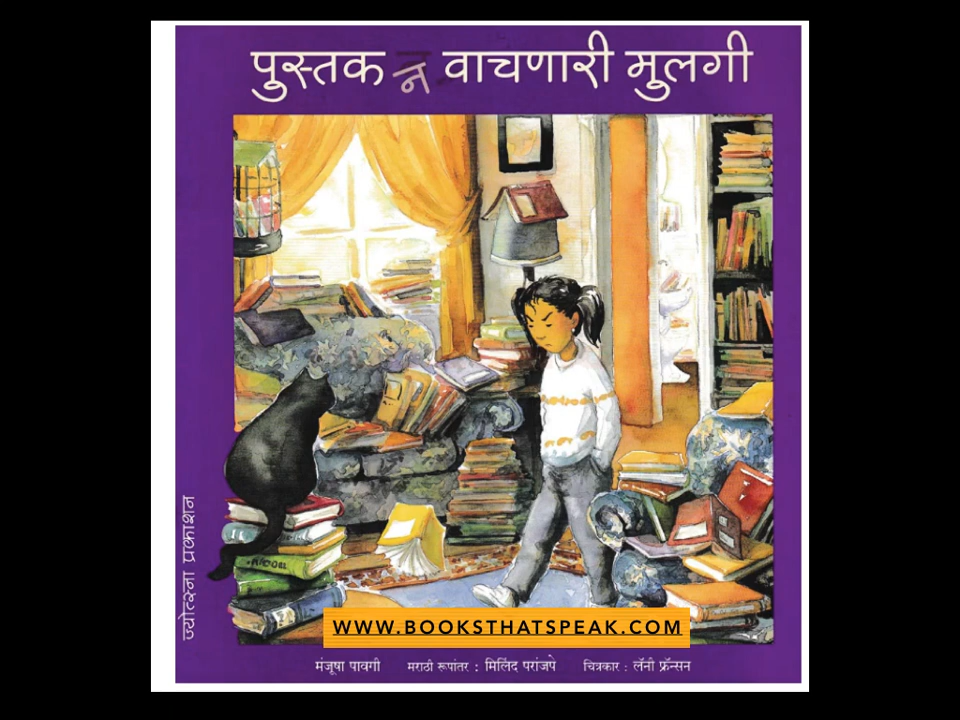 पुस्तक न वाचणारी मुलगी
ज्योत्स्ना प्रकाशन
WWW.BOOKSTHATSPEAK.COM
मंजूषा पावगी मराठी रूपांतर : मिलिंद परांजपे चित्रकार : लॅनी फ्रॅन्सन